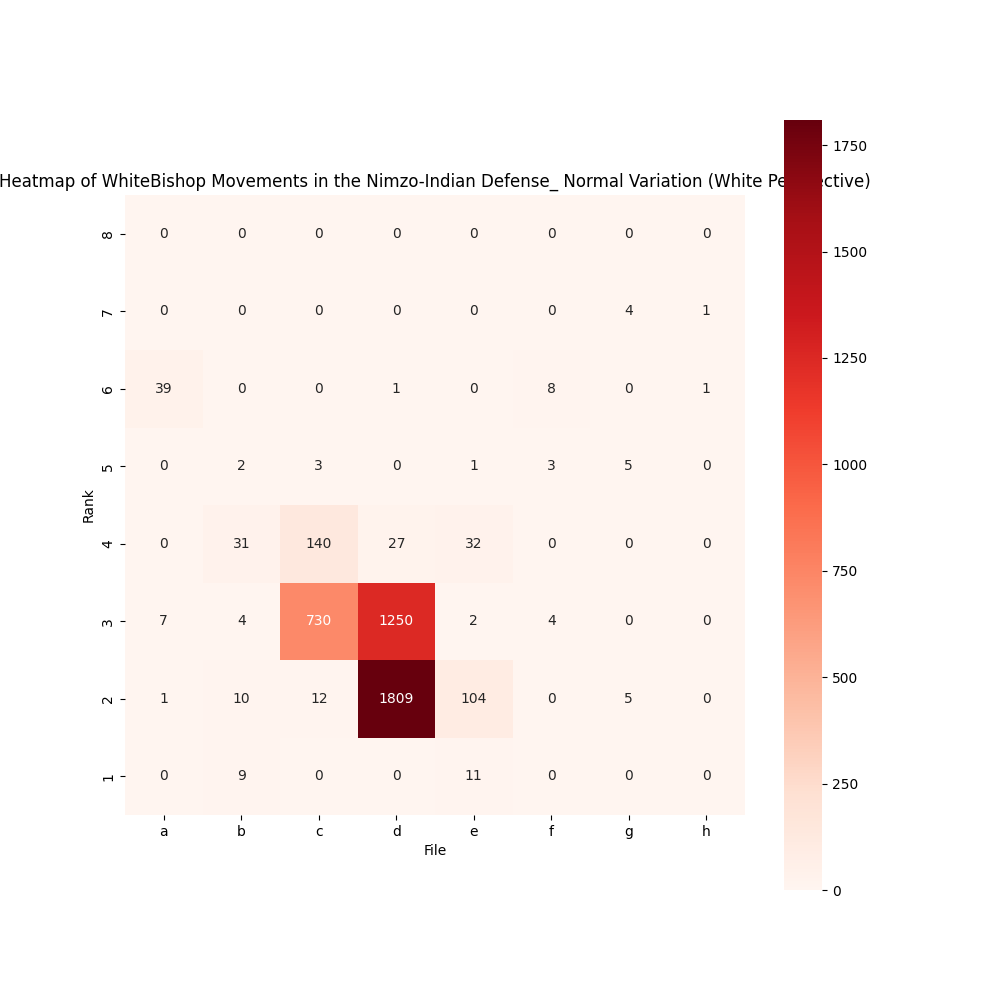 Heatmap of WhiteBishop Movements in the Nimzo-Indian Defense_ Normal Variation (White Perspective)
8 0 0 0 0 0 0 0 0
7 0 0 0 0 0 0 4 1
6 39 0 0 1 0 8 0 1
5 0 2 3 0 1 3 5 0
Rank
4 0 31 140 27 32 0 0 0
3 7 4 730 1250 2 4 0 0
2 1 10 12 1809 104 0 5 0
1 0 9 0 0 11 0 0 0
a b c d e f g h
File
1750
1500
1250
1000
750
500
250
0